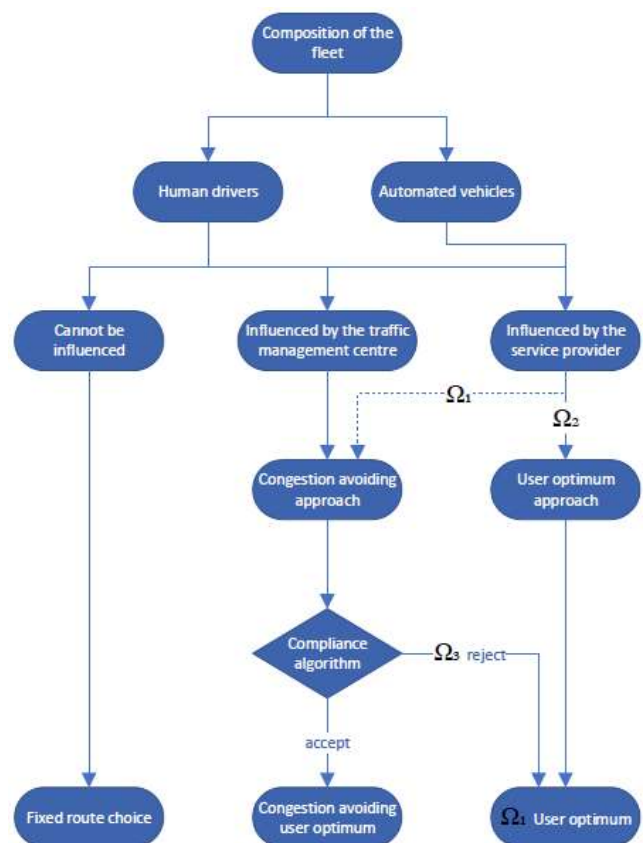 Composition of the
fleet
Human drivers
Automated vehicles
Cannot be
influenced
Influenced by the traffic
management centre
Influenced by the
service provider
Ω₁
Ω₂
Congestion avoiding
approach
User optimum
approach
Compliance
algorithm
Ω₃ reject
accept
Fixed route choice
Congestion avoiding
user optimum
Ω₁ User optimum